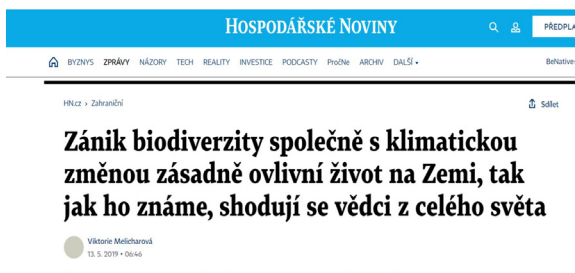 HOSPODÁŘSKÉ NOVINY
PŘEDPLA
BYZNYS ZPRÁVY NÁZORY TECH REALITY INVESTICE PODCASTY PročNe ARCHIV DALŠÍ BeNative
HN.cz › Zahraniční
Sdílet
Zánik biodiverzity společně s klimatickou
změnou zásadně ovlivní život na Zemi, tak
jak ho známe, shodují se vědci z celého světa
Viktorie Melicharová
13. 5. 2019 • 06:46